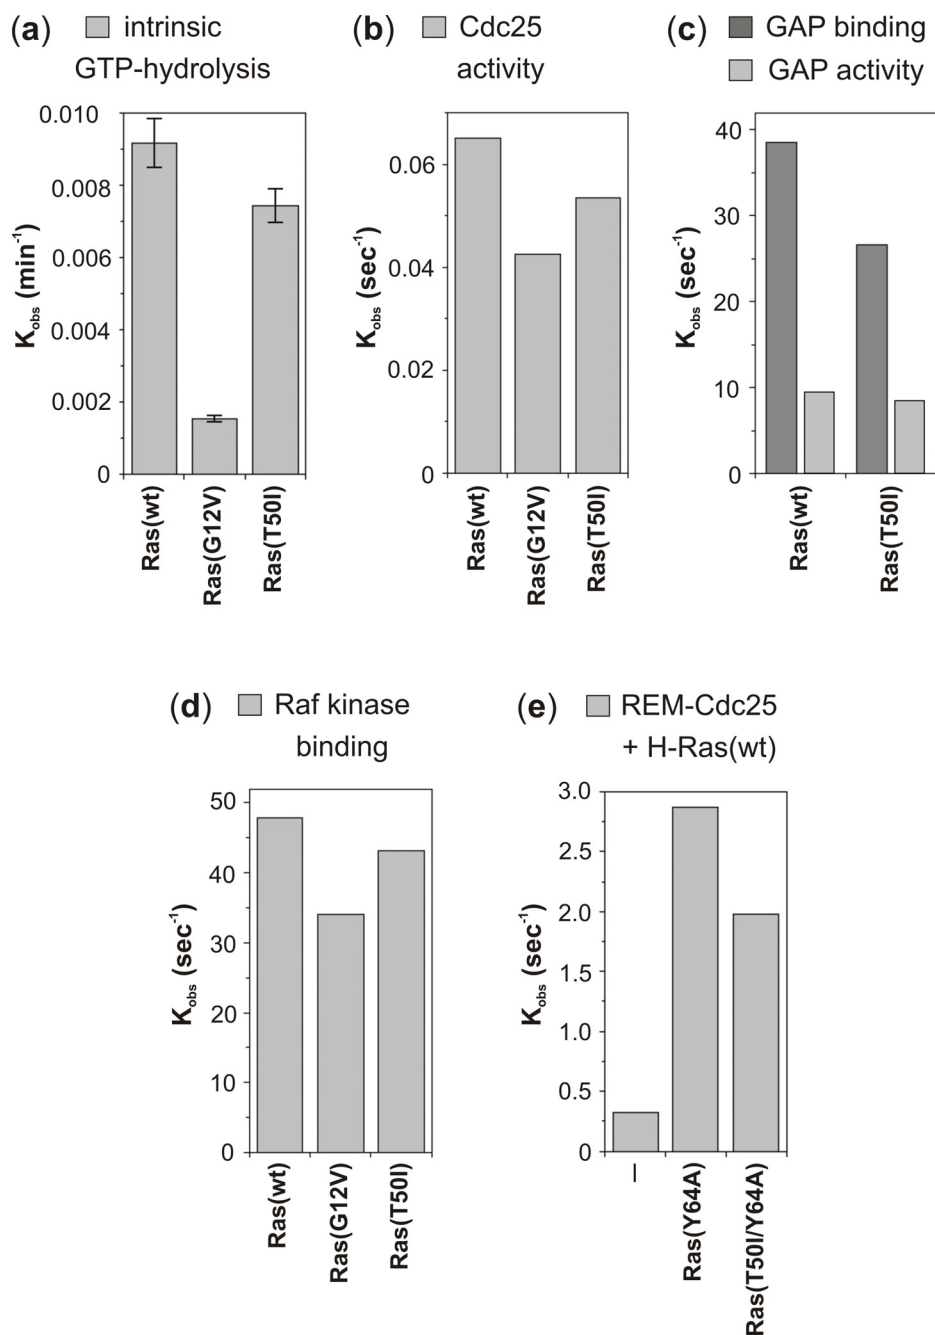 (a) intrinsic
GTP-hydrolysis
0.010
0.008
0.006
0.004
0.002
0
Kobs (min-1)
Ras(wt)
Ras(G12V)
Ras(T50I)
(b) Cdc25
activity
0.06
0.04
0.02
0
Kobs (sec-1)
Ras(wt)
Ras(G12V)
Ras(T50I)
(c) GAP binding
GAP activity
40
30
20
10
0
Kobs (sec-1)
Ras(wt)
Ras(T50I)
(d) Raf kinase
binding
50
40
30
20
10
0
Kobs (sec-1)
Ras(wt)
Ras(G12V)
Ras(T50I)
(e) REM-Cdc25
+ H-Ras(wt)
3.0
2.5
2.0
1.5
1.0
0.5
0
Kobs (sec-1)
–
Ras(Y64A)
Ras(T50I/Y64A)